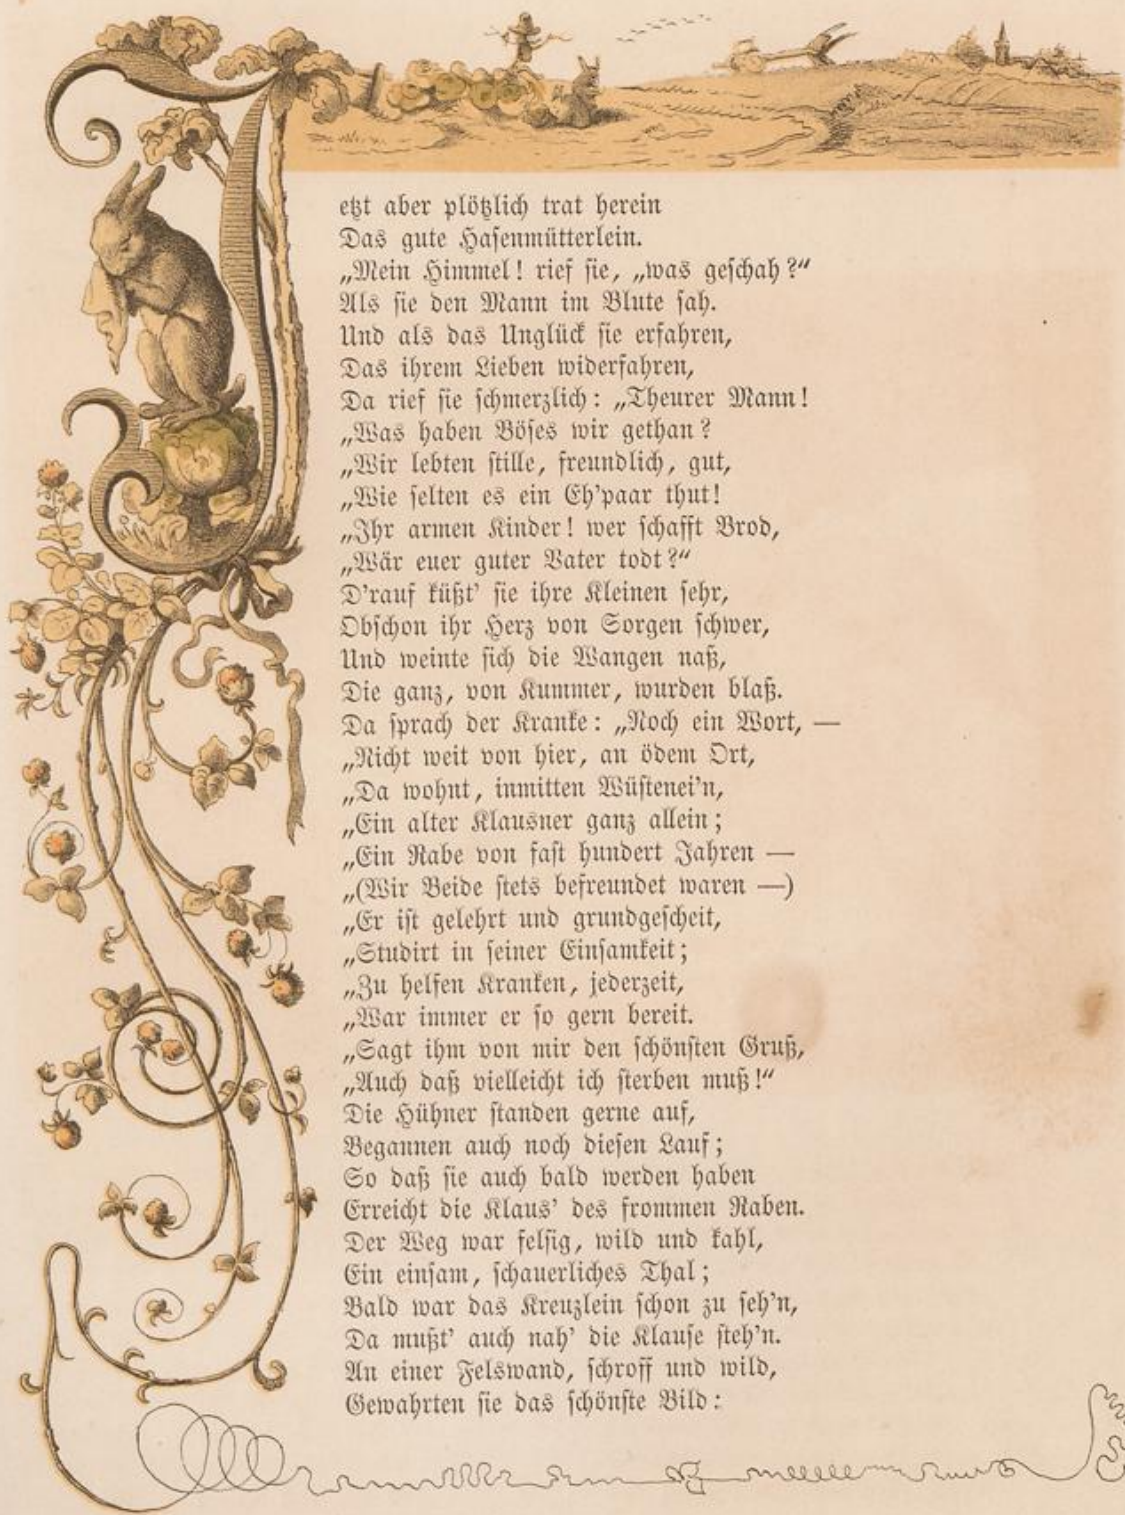 Jetzt aber plötzlich trat herein
Das gute Hasenmütterlein.
„Mein Himmel! rief sie, „was geschah?“
Als sie den Mann im Blute sah.
Und als das Unglück sie erfahren,
Das ihrem Lieben widerfahren,
Da rief sie schmerzlich: „Theurer Mann!
„Was haben Böses wir gethan?
„Wir lebten stille, freundlich, gut,
„Wie selten es ein Eh'paar thut!
„Ihr armen Kinder! wer schafft Brod,
„Wär euer guter Vater todt?“
D'rauf küßt' sie ihre Kleinen sehr,
Obschon ihr Herz von Sorgen schwer,
Und weinte sich die Wangen naß,
Die ganz, von Kummer, wurden blaß.
Da sprach der Kranke: „Noch ein Wort, —
„Nicht weit von hier, an ödem Ort,
„Da wohnt, inmitten Wüstenei'n,
„Ein alter Klausner ganz allein;
„Ein Rabe von fast hundert Jahren —
„(Wir Beide stets befreundet waren —)
„Er ist gelehrt und grundgescheit,
„Studirt in seiner Einsamkeit;
„Zu helfen Kranken, jederzeit,
„War immer er so gern bereit.
„Sagt ihm von mir den schönsten Gruß,
„Auch daß vielleicht ich sterben muß!“
Die Hühner standen gerne auf,
Begannen auch noch diesen Lauf;
So daß sie auch bald werden haben
Erreicht die Klaus' des frommen Raben.
Der Weg war felsig, wild und kahl,
Ein einsam, schauerliches Thal;
Bald war das Kreuzlein schon zu seh'n,
Da mußt' auch nah' die Klause steh'n.
An einer Felswand, schroff und wild,
Gewahrten sie das schönste Bild: